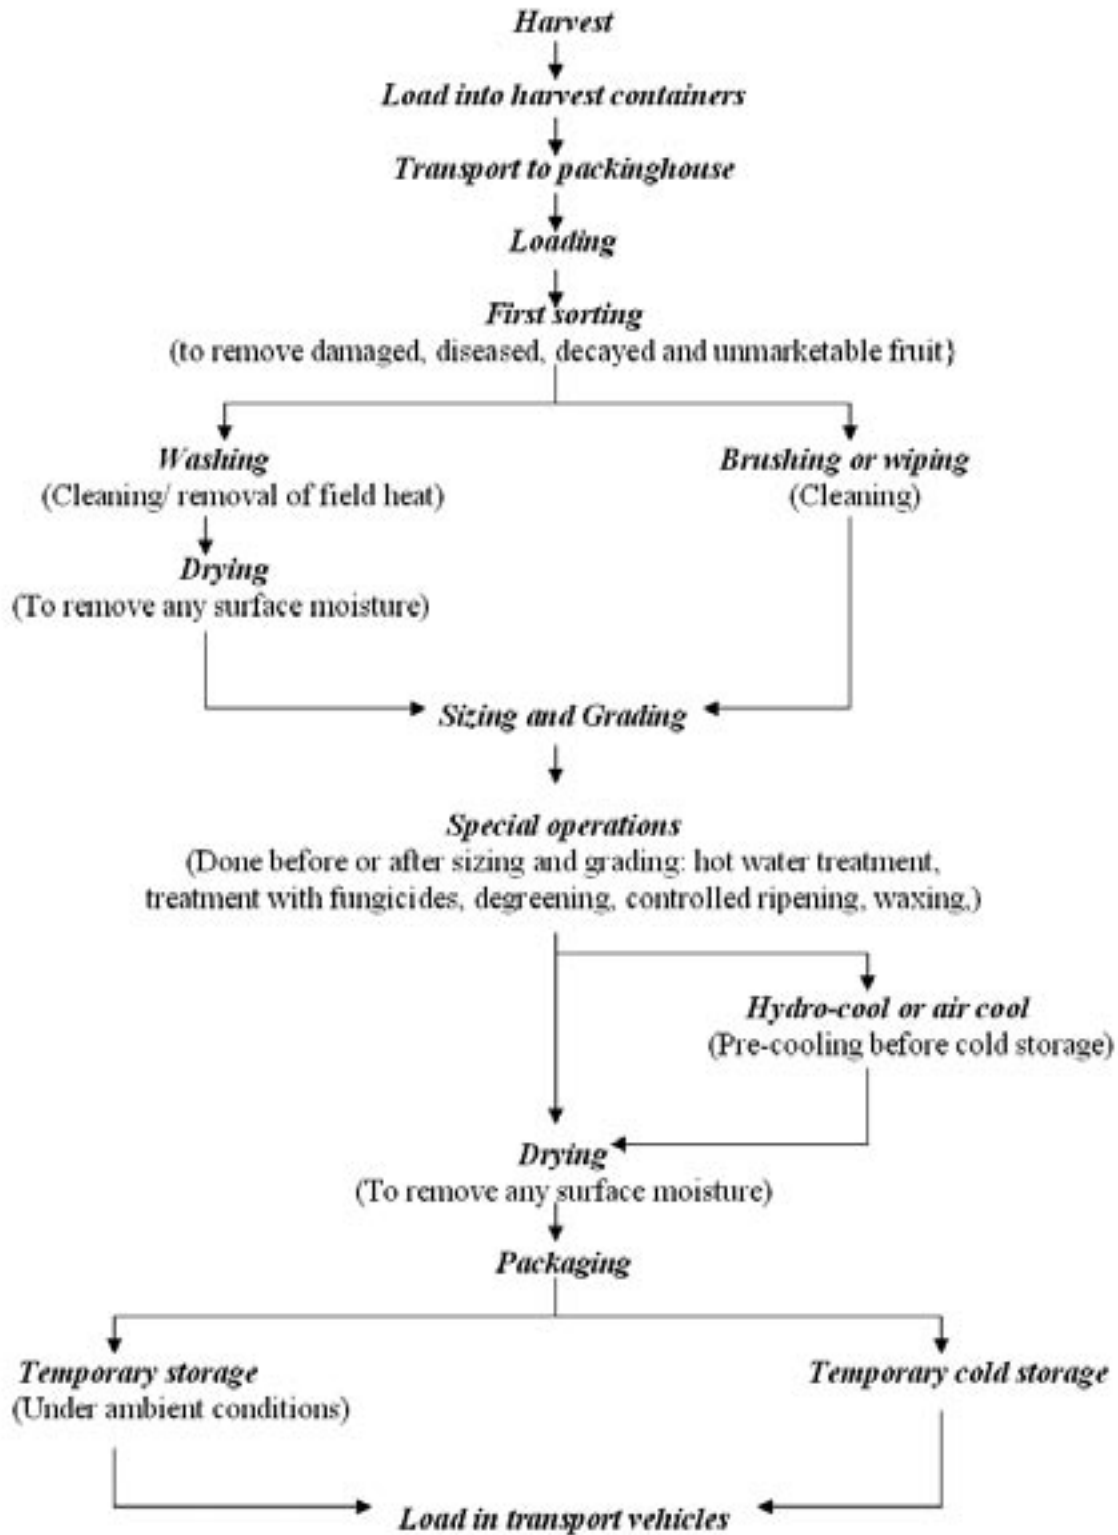 Harvest
Load into harvest containers
Transport to packinghouse
Loading
First sorting
(to remove damaged, diseased, decayed and unmarketable fruit}
Washing
(Cleaning/ removal of field heat)
Brushing or wiping
(Cleaning)
Drying
(To remove any surface moisture)
Sizing and Grading
Special operations
(Done before or after sizing and grading: hot water treatment,
treatment with fungicides, degreening, controlled ripening, waxing,)
Hydro-cool or air cool
(Pre-cooling before cold storage)
Drying
(To remove any surface moisture)
Packaging
Temporary storage
(Under ambient conditions)
Temporary cold storage
Load in transport vehicles